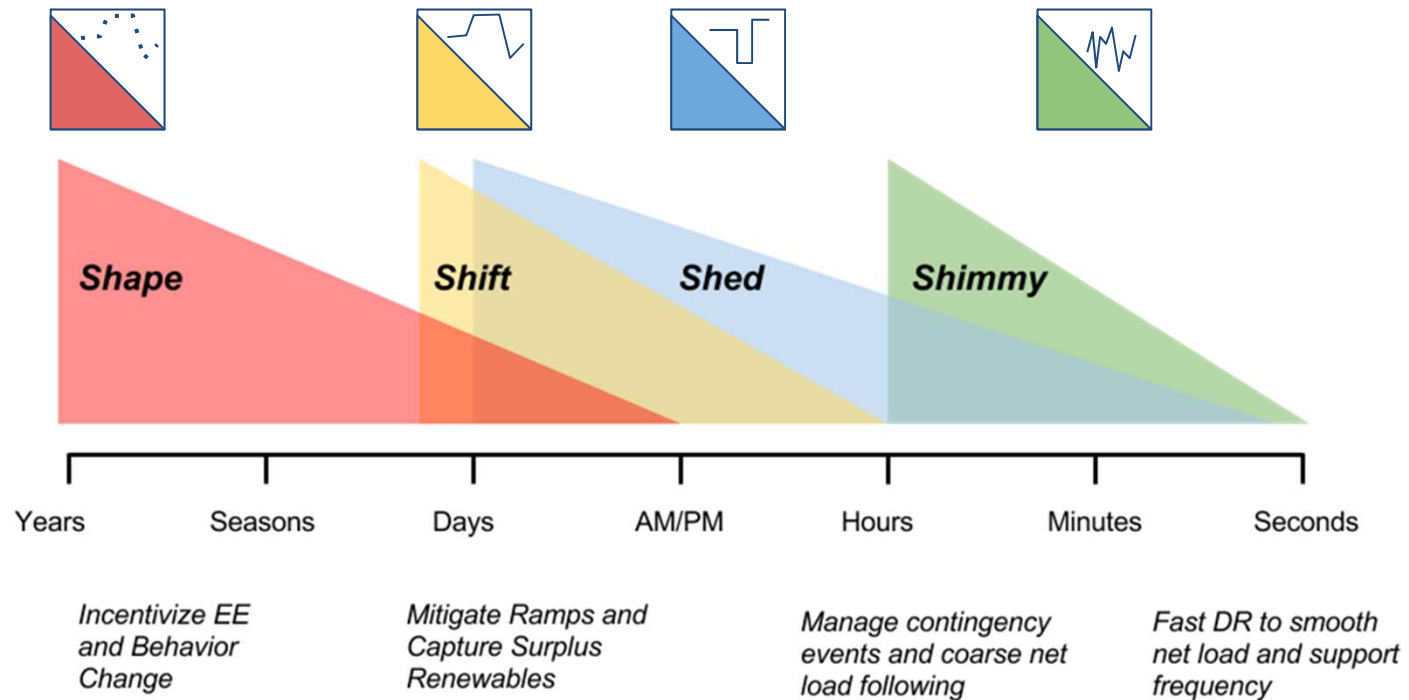 Shape
Shift
Shed
Shimmy
Years
Seasons
Days
AM/PM
Hours
Minutes
Seconds
Incentivize EE
and Behavior
Change
Mitigate Ramps and
Capture Surplus
Renewables
Manage contingency
events and coarse net
load following
Fast DR to smooth
net load and support
frequency